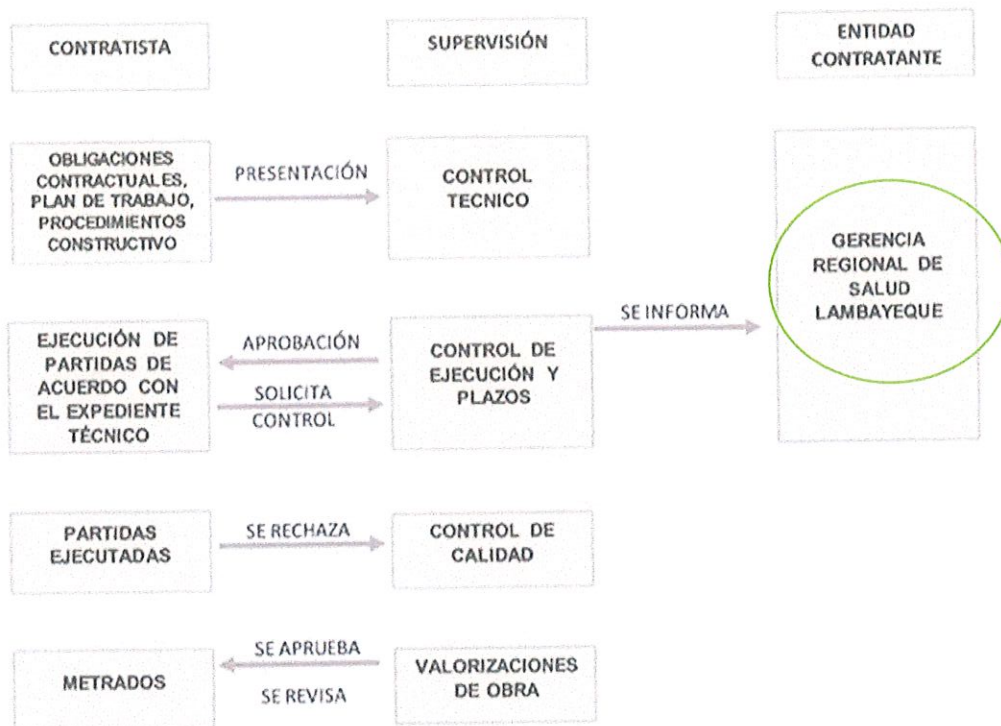 CONTRATISTA
SUPERVISIÓN
ENTIDAD
CONTRATANTE
OBLIGACIONES
CONTRACTUALES,
PLAN DE TRABAJO,
PROCEDIMIENTOS
CONSTRUCTIVO
PRESENTACIÓN
CONTROL
TECNICO
GERENCIA
REGIONAL DE
SALUD
LAMBAYEQUE
EJECUCIÓN DE
PARTIDAS DE
ACUERDO CON
EL EXPEDIENTE
TÉCNICO
APROBACIÓN
SOLICITA
CONTROL
CONTROL DE
EJECUCIÓN Y
PLAZOS
SE INFORMA
PARTIDAS
EJECUTADAS
SE RECHAZA
CONTROL DE
CALIDAD
METRADOS
SE APRUEBA
SE REVISA
VALORIZACIONES
DE OBRA